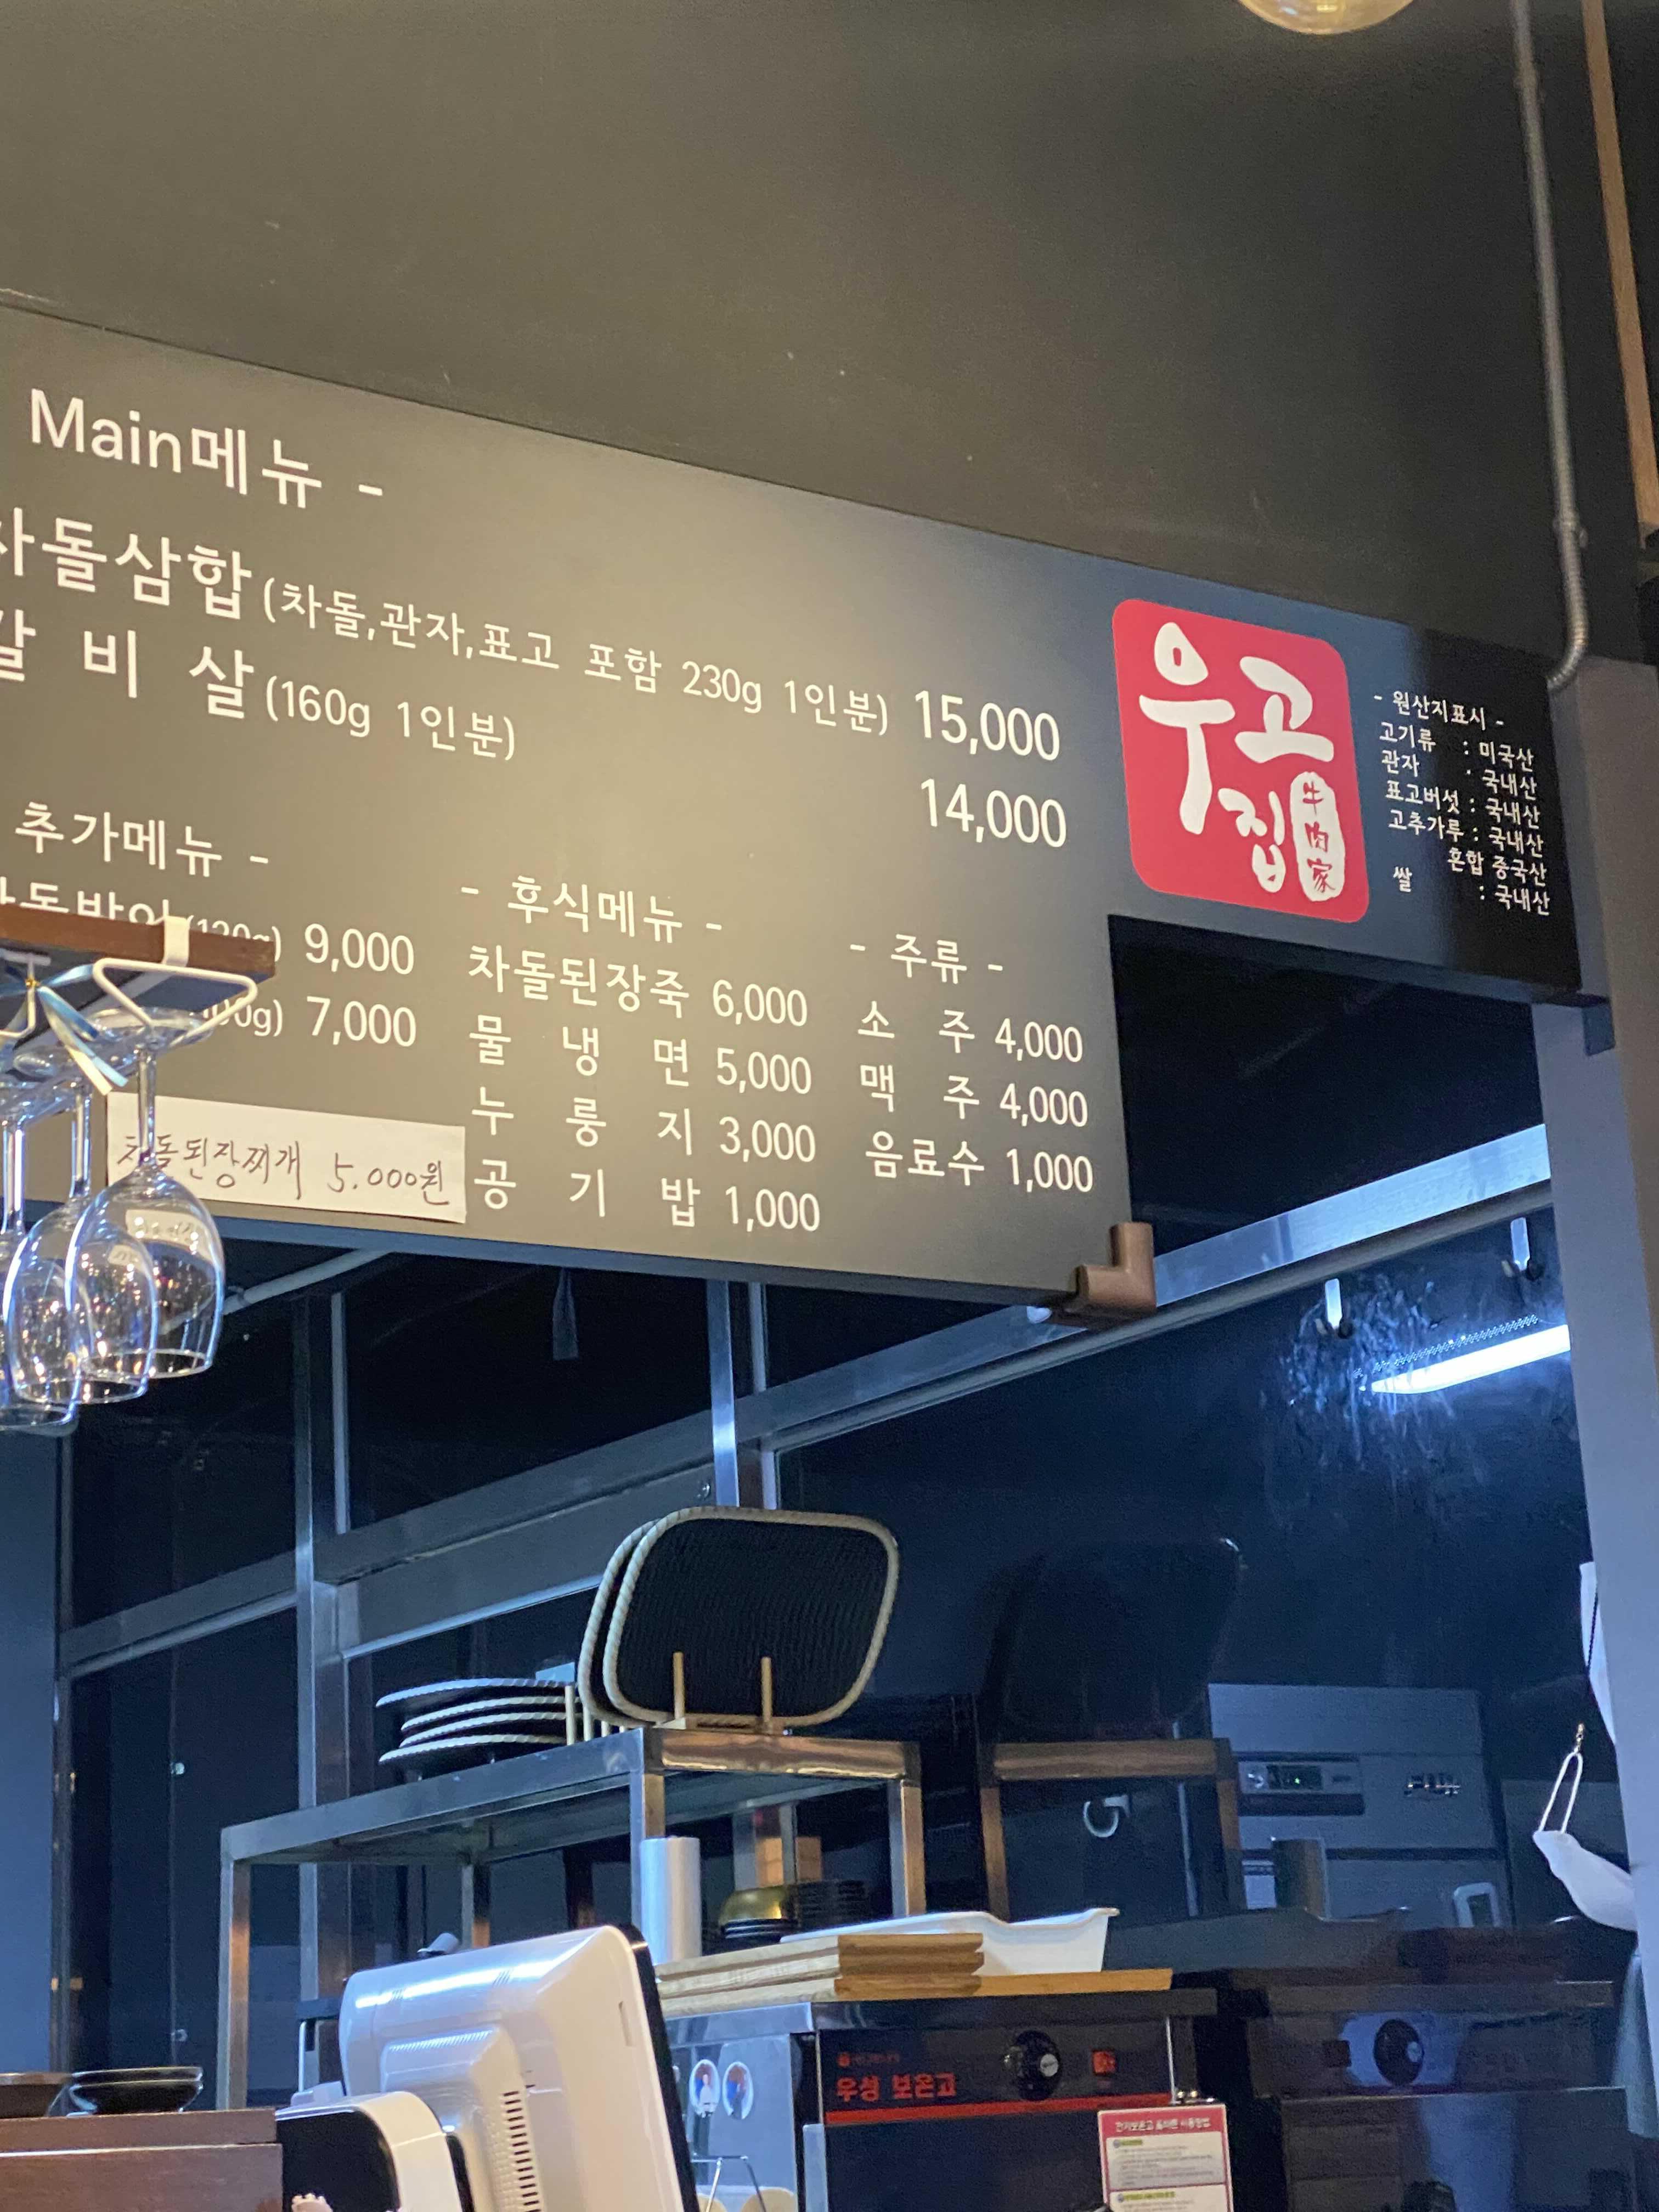 Main메뉴 -
차돌삼합 (차돌,관자,표고 포함 230g 1인분) 15,000
갈 비 살 (160g 1인분) 14,000
추가메뉴 -
9,000
7,000
차돌된장찌개 5.000원
- 후식메뉴 -
차돌된장죽 6,000
물 냉 면 5,000
누 룽 지 3,000
공 기 밥 1,000
- 주류 -
소 주 4,000
맥 주 4,000
음료수 1,000
우고
집
牛肉家
- 원산지표시 -
고기류 : 미국산
관자 : 국내산
표고버섯 : 국내산
고추가루 : 국내산
혼합 중국산
쌀 : 국내산
우성 보온고